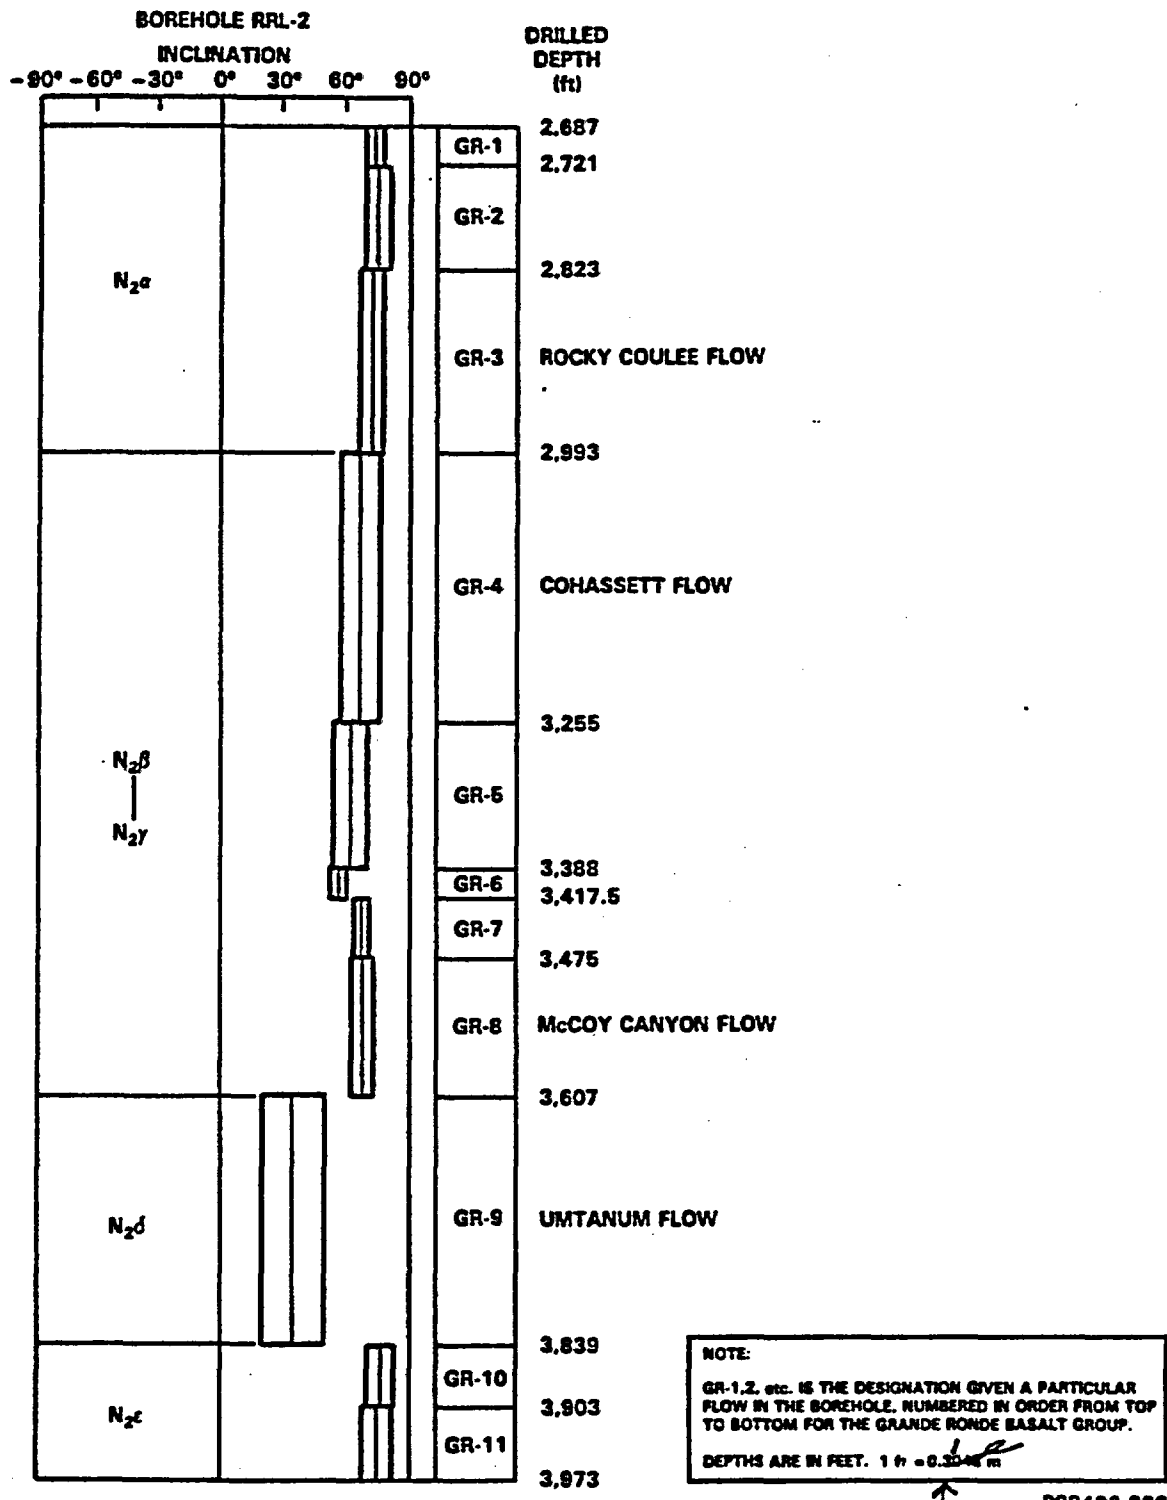 BOREHOLE RRL-2
INCLINATION
-90° -60° -30° 0° 30° 60° 90°
DRILLED
DEPTH
(ft)
2,687
GR-1
2,721
GR-2
2,823
N₂α
GR-3 ROCKY COULEE FLOW
2,993
GR-4 COHASSETT FLOW
3,255
N₂β
GR-5
N₂γ
3,388
GR-6
3,417.5
GR-7
3,475
GR-8 McCOY CANYON FLOW
3,607
N₂δ GR-9 UMTANUM FLOW
3,839
GR-10
3,903
N₂ε
GR-11
3,973
NOTE:
GR-1,2, etc. IS THE DESIGNATION GIVEN A PARTICULAR
FLOW IN THE BOREHOLE, NUMBERED IN ORDER FROM TOP
TO BOTTOM FOR THE GRANDE RONDE BASALT GROUP.
DEPTHS ARE IN FEET. 1 ft = 0.3048 m